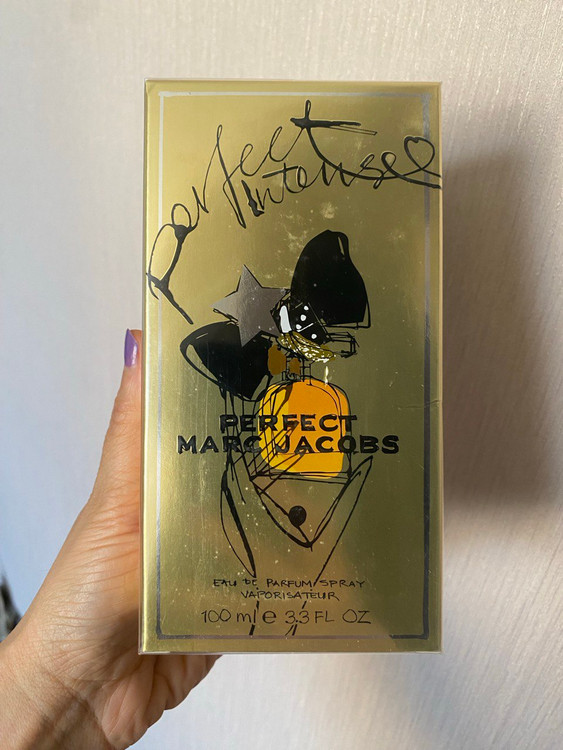 Perfect
Intense
PERFECT
MARC JACOBS
EAU DE PARFUM SPRAY
VAPORISATEUR
100 ml e 3.3 FL OZ